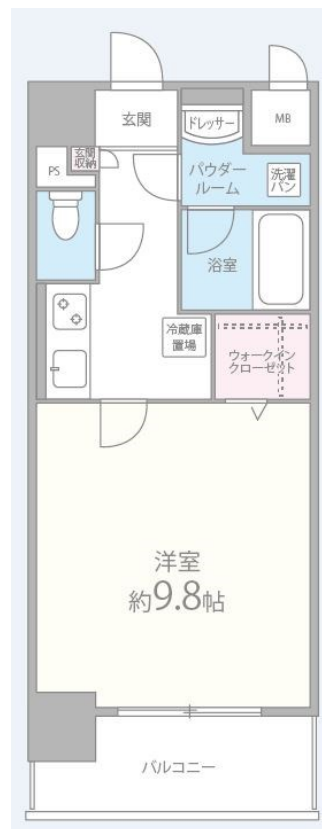 玄関
ドレッサー
MB
玄関
収納
PS
パウダー
ルーム
洗濯
パン
浴室
冷蔵庫
置場
ウォークイン
クローゼット
洋室
約9.8帖
バルコニー